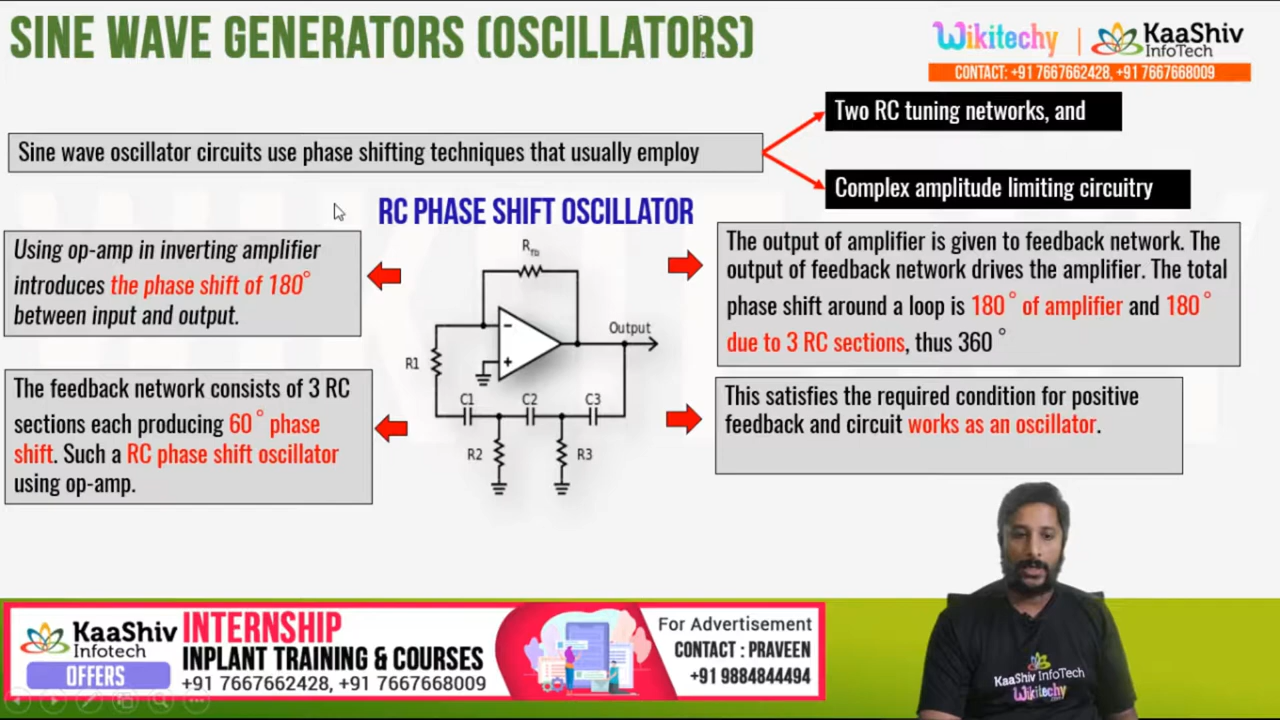 SINE WAVE GENERATORS (OSCILLATORS)
Wikitechy | KaaShiv
InfoTech
CONTACT: +91 7667662428, +91 7667668009
Two RC tuning networks, and
Sine wave oscillator circuits use phase shifting techniques that usually employ
Complex amplitude limiting circuitry
RC PHASE SHIFT OSCILLATOR
Using op-amp in inverting amplifier
introduces the phase shift of 180°
between input and output.
The feedback network consists of 3 RC
sections each producing 60° phase
shift. Such a RC phase shift oscillator
using op-amp.
Rfb
−
+
Output
R1
C1
C2
C3
R2
R3
The output of amplifier is given to feedback network. The
output of feedback network drives the amplifier. The total
phase shift around a loop is 180° of amplifier and 180°
due to 3 RC sections, thus 360°
This satisfies the required condition for positive
feedback and circuit works as an oscillator.
KaaShiv
Infotech
OFFERS
INTERNSHIP
INPLANT TRAINING & COURSES
+91 7667662428, +91 7667668009
For Advertisement
CONTACT : PRAVEEN
+91 9884844494
KaaShiv InfoTech
Wikitechy